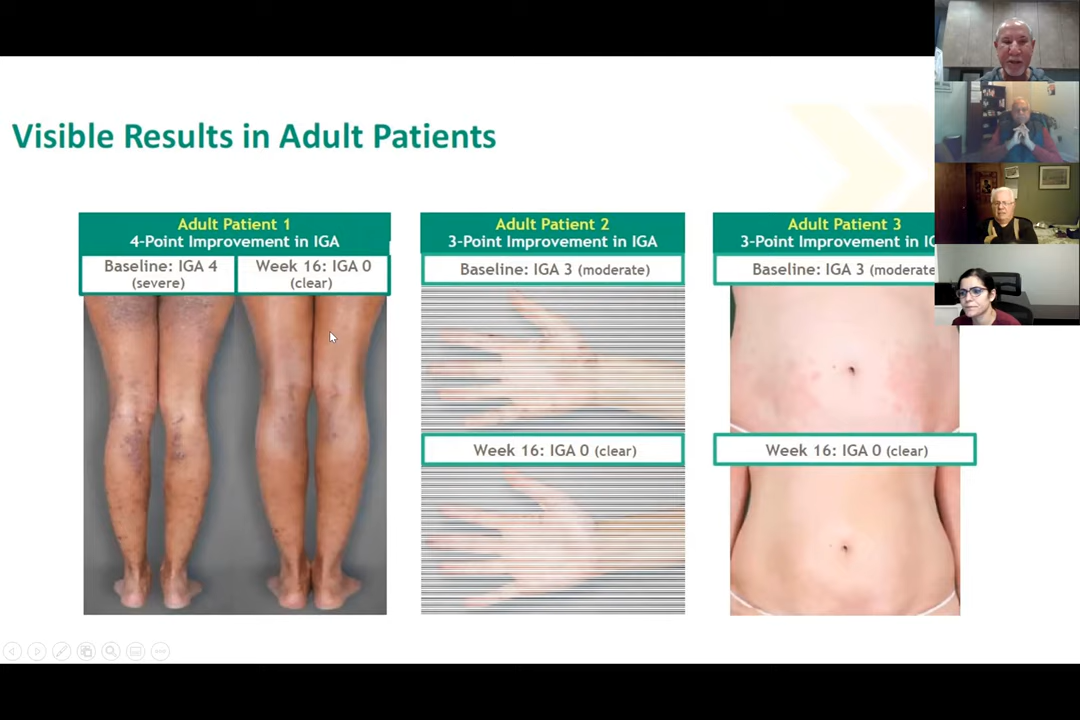 Visible Results in Adult Patients
Adult Patient 1
4-Point Improvement in IGA
Baseline: IGA 4
(severe)
Week 16: IGA 0
(clear)
Adult Patient 2
3-Point Improvement in IGA
Baseline: IGA 3 (moderate)
Week 16: IGA 0 (clear)
Adult Patient 3
3-Point Improvement in
Baseline: IGA 3 (moderate
Week 16: IGA 0 (clear)